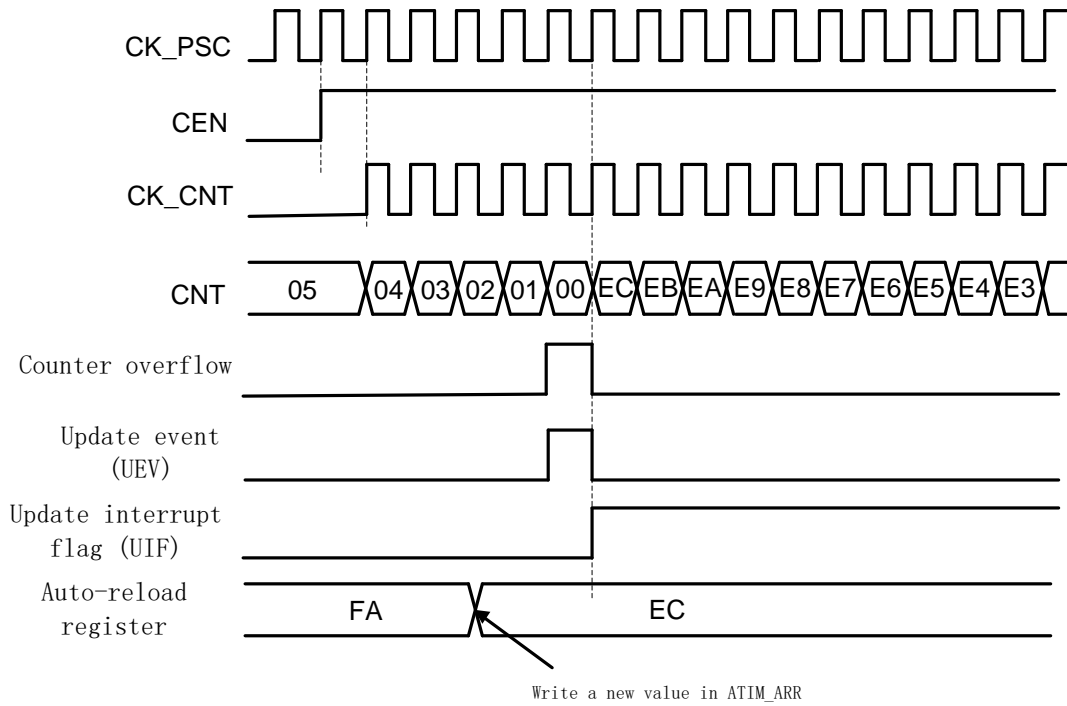 CK_PSC
CEN
CK_CNT
CNT
05 04 03 02 01 00 EC EB EA E9 E8 E7 E6 E5 E4 E3
Counter overflow
Update event
(UEV)
Update interrupt
flag (UIF)
Auto-reload
register
FA EC
Write a new value in ATIM_ARR